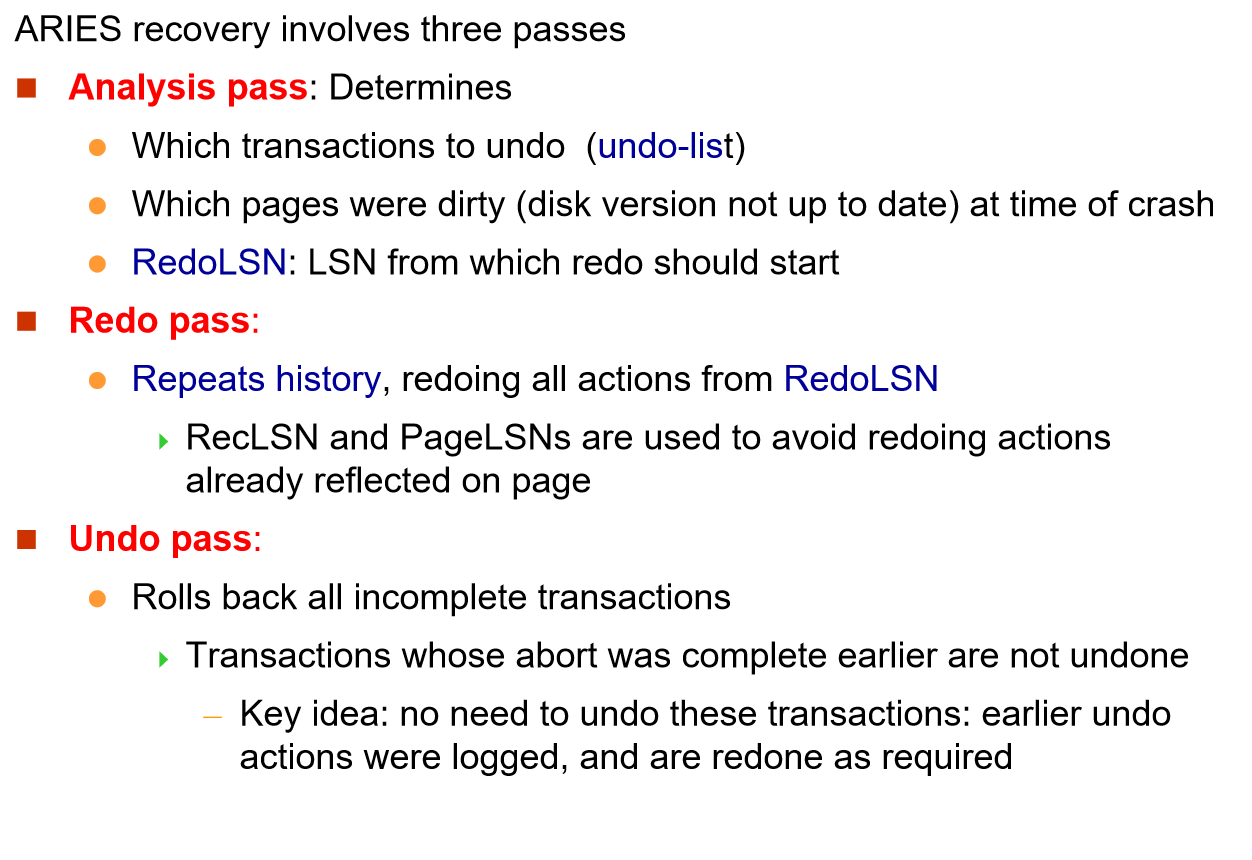 ARIES recovery involves three passes
Analysis pass: Determines
Which transactions to undo (undo-list)
Which pages were dirty (disk version not up to date) at time of crash
RedoLSN: LSN from which redo should start
Redo pass:
Repeats history, redoing all actions from RedoLSN
RecLSN and PageLSNs are used to avoid redoing actions
already reflected on page
Undo pass:
Rolls back all incomplete transactions
Transactions whose abort was complete earlier are not undone
– Key idea: no need to undo these transactions: earlier undo
actions were logged, and are redone as required